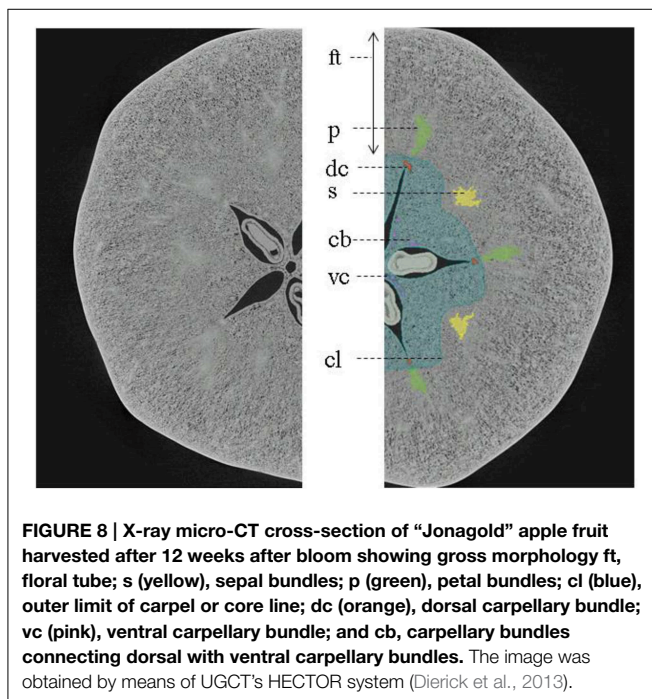 ft
p
dc
s
cb
vc
cl
FIGURE 8 | X-ray micro-CT cross-section of “Jonagold” apple fruit
harvested after 12 weeks after bloom showing gross morphology ft,
floral tube; s (yellow), sepal bundles; p (green), petal bundles; cl (blue),
outer limit of carpel or core line; dc (orange), dorsal carpellary bundle;
vc (pink), ventral carpellary bundle; and cb, carpellary bundles
connecting dorsal with ventral carpellary bundles. The image was
obtained by means of UGCT’s HECTOR system (Dierick et al., 2013).